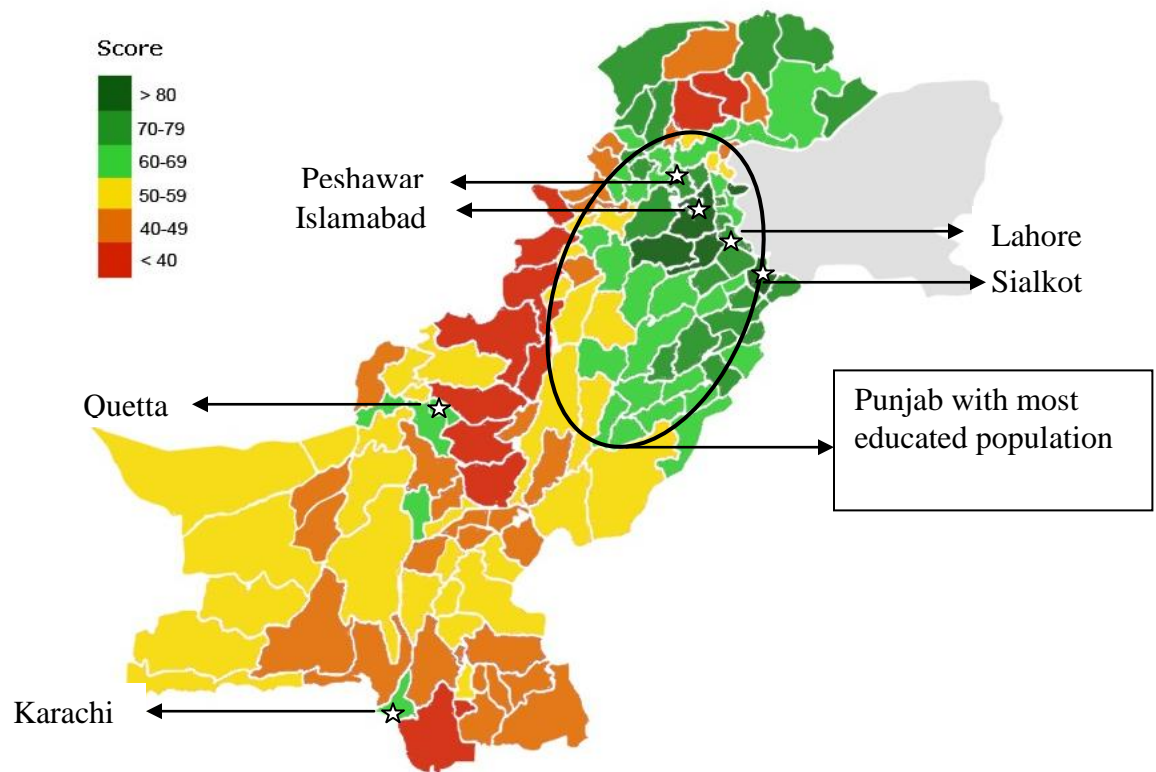 Score
> 80
70-79
60-69
50-59
40-49
< 40
Peshawar
Islamabad
Lahore
Sialkot
Quetta
Punjab with most
educated population
Karachi